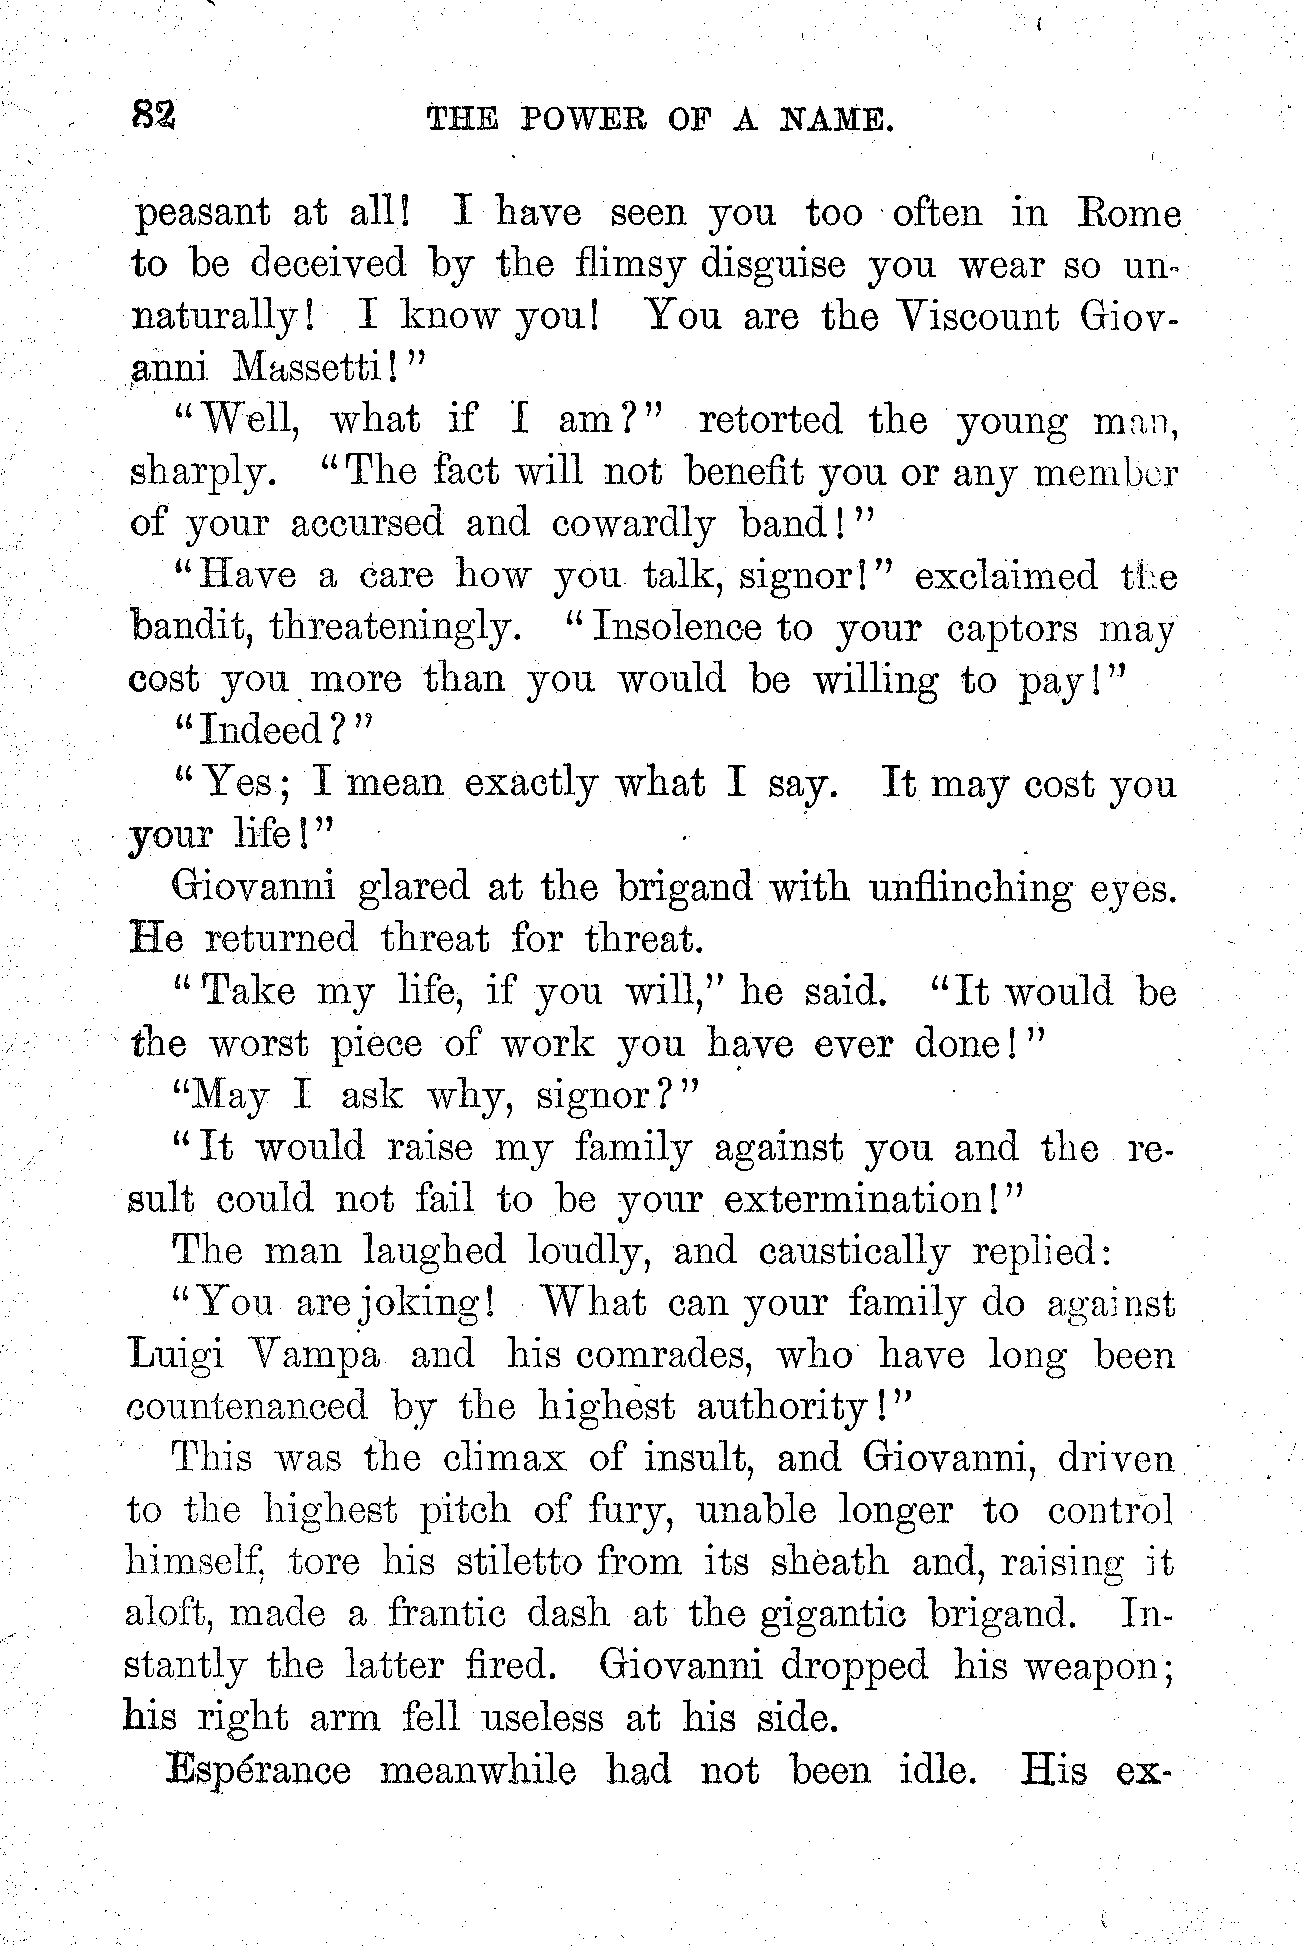 82 THE POWER OF A NAME.
peasant at all! I have seen you too often in Rome
to be deceived by the flimsy disguise you wear so un-
naturally! I know you! You are the Viscount Giov-
anni Massetti!"
"Well, what if I am?" retorted the young man,
sharply. "The fact will not benefit you or any member
of your accursed and cowardly band!"
"Have a care how you talk, signor!" exclaimed the
bandit, threateningly. "Insolence to your captors may
cost you more than you would be willing to pay!"
"Indeed?"
"Yes; I mean exactly what I say. It may cost you
your life!"
Giovanni glared at the brigand with unflinching eyes.
He returned threat for threat.
"Take my life, if you will," he said. "It would be
the worst piece of work you have ever done!"
"May I ask why, signor?"
"It would raise my family against you and the re-
sult could not fail to be your extermination!"
The man laughed loudly, and caustically replied:
"You are joking! What can your family do against
Luigi Vampa and his comrades, who have long been
countenanced by the highest authority!"
This was the climax of insult, and Giovanni, driven
to the highest pitch of fury, unable longer to control
himself, tore his stiletto from its sheath and, raising it
aloft, made a frantic dash at the gigantic brigand. In-
stantly the latter fired. Giovanni dropped his weapon;
his right arm fell useless at his side.
Espérance meanwhile had not been idle. His ex-